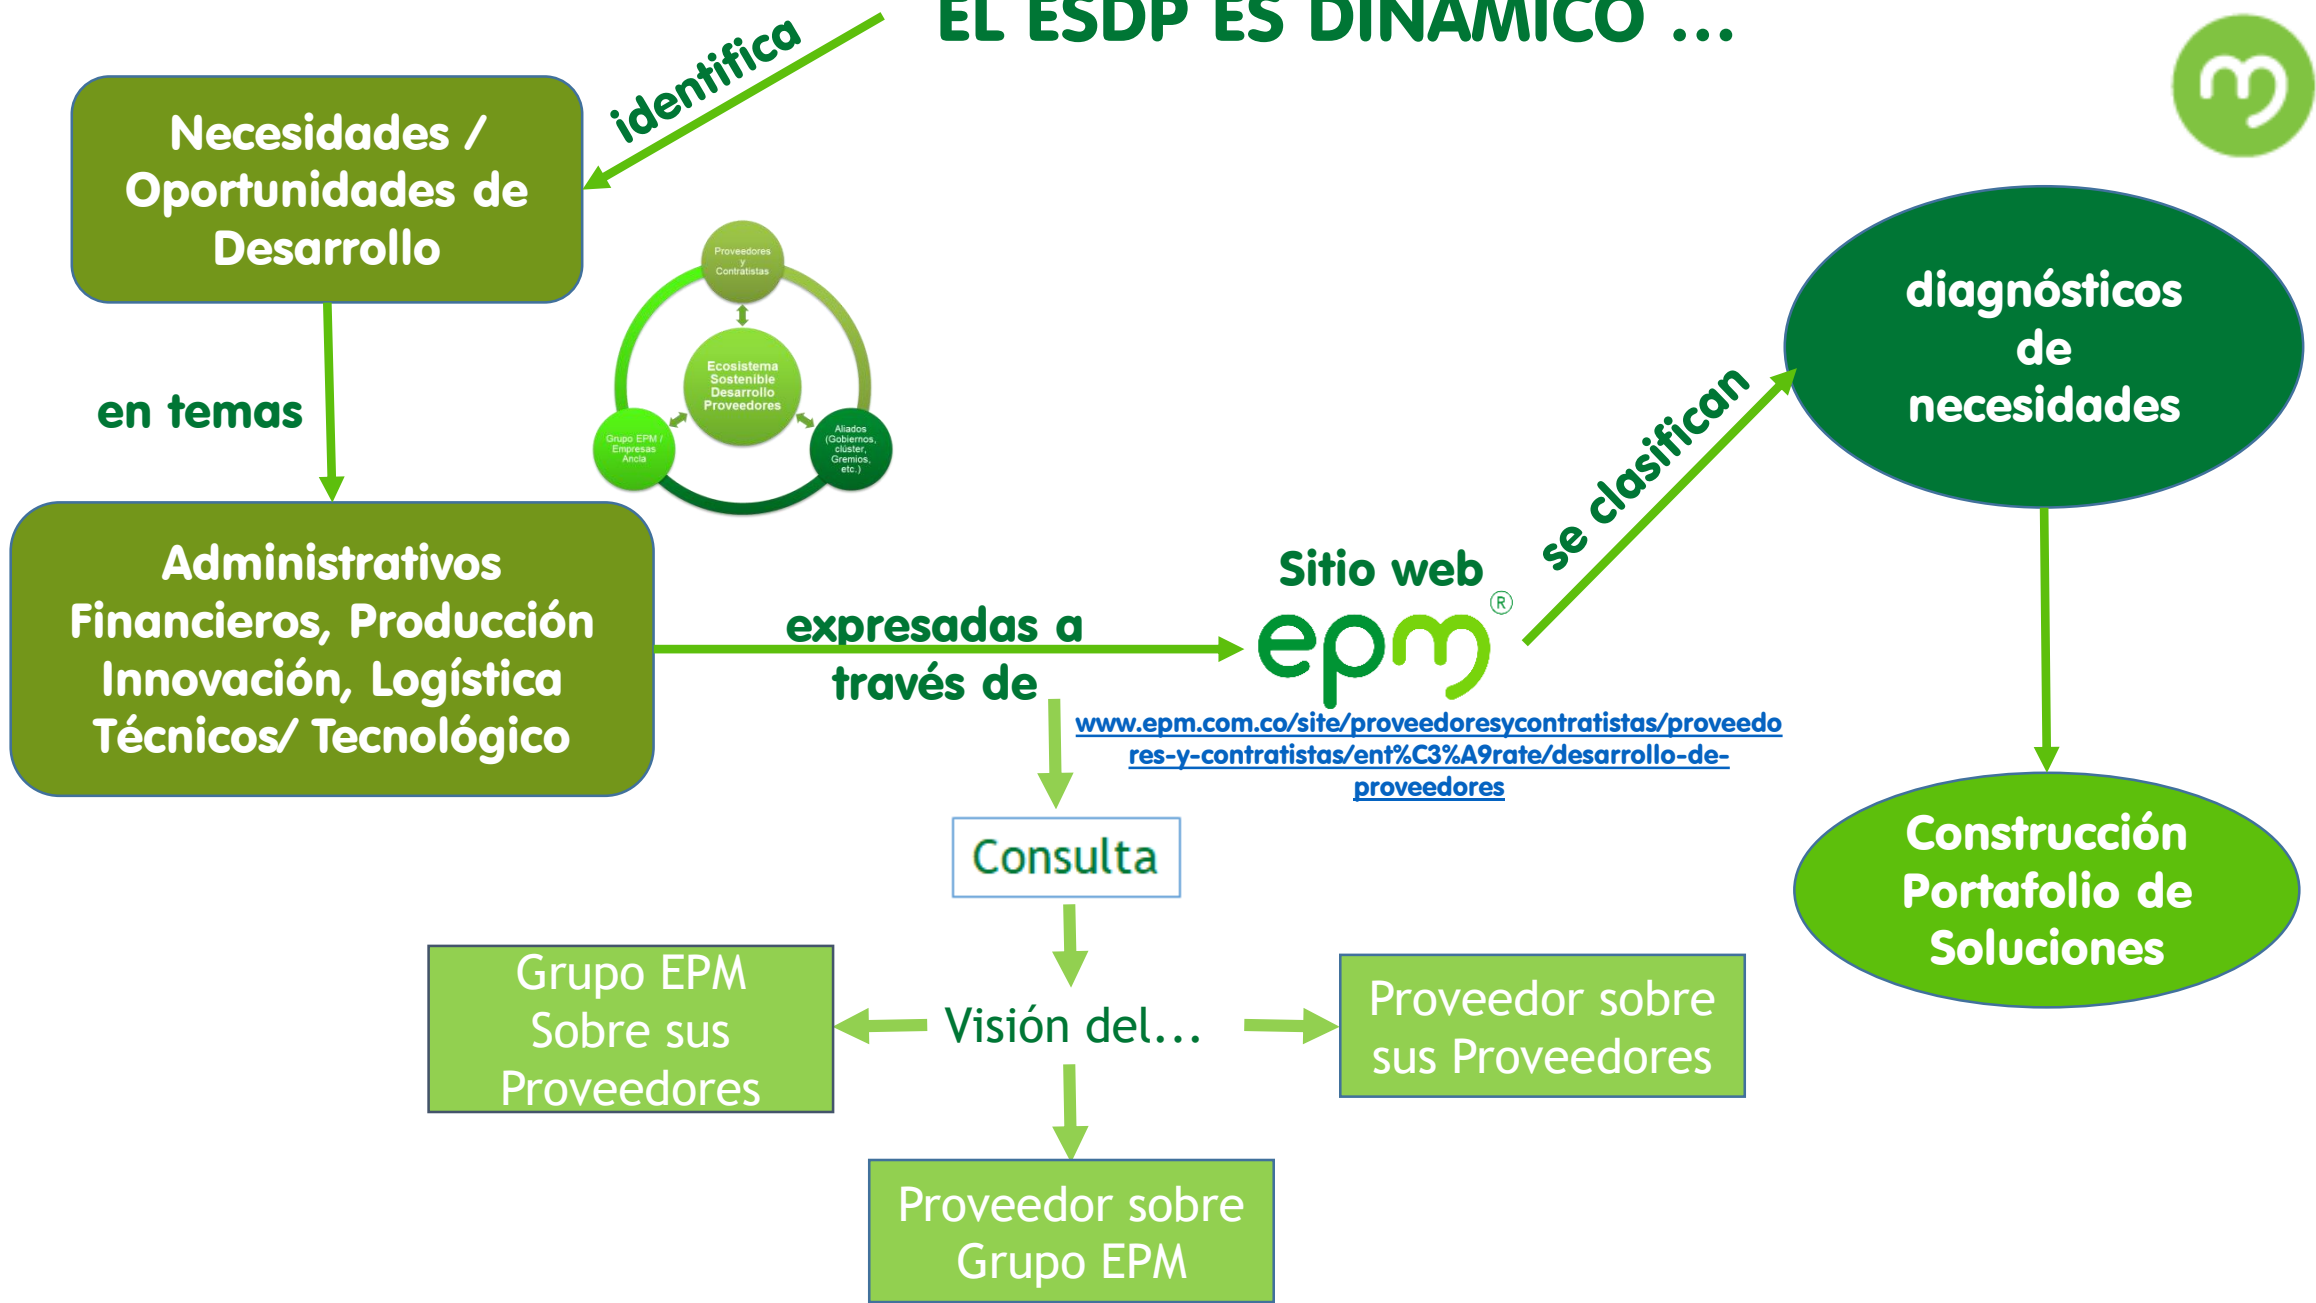 EL ESDP ES DINÁMICO ...
identifica
Necesidades /
Oportunidades de
Desarrollo
Proveedores
y
Contratistas
Ecosistema
Sostenible
Desarrollo
Proveedores
Grupo EPM /
Empresas
Ancla
Aliados
(Gobiernos,
clúster,
Gremios,
etc.)
en temas
Administrativos
Financieros, Producción
Innovación, Logística
Técnicos/ Tecnológico
expresadas a
través de
Sitio web
epm®
www.epm.com.co/site/proveedoresycontratistas/proveedo
res-y-contratistas/ent%C3%A9rate/desarrollo-de-
proveedores
se clasifican
diagnósticos
de
necesidades
Construcción
Portafolio de
Soluciones
Consulta
Visión del...
Grupo EPM
Sobre sus
Proveedores
Proveedor sobre
sus Proveedores
Proveedor sobre
Grupo EPM